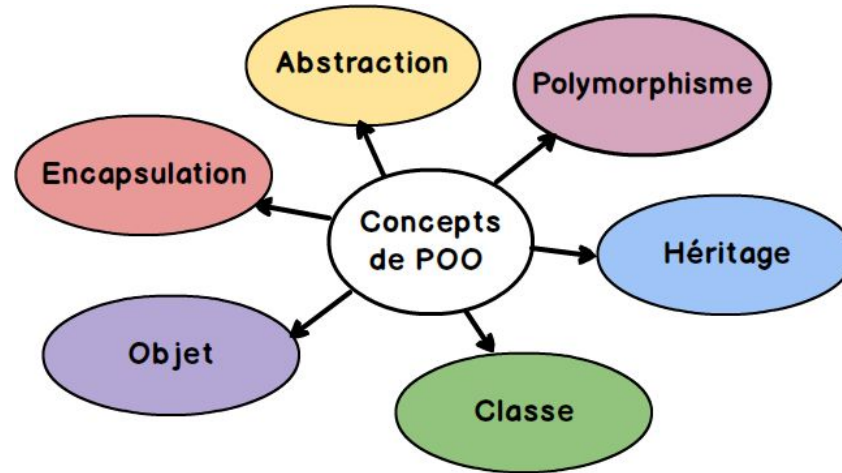 Abstraction
Polymorphisme
Encapsulation
Concepts
de POO
Héritage
Objet
Classe